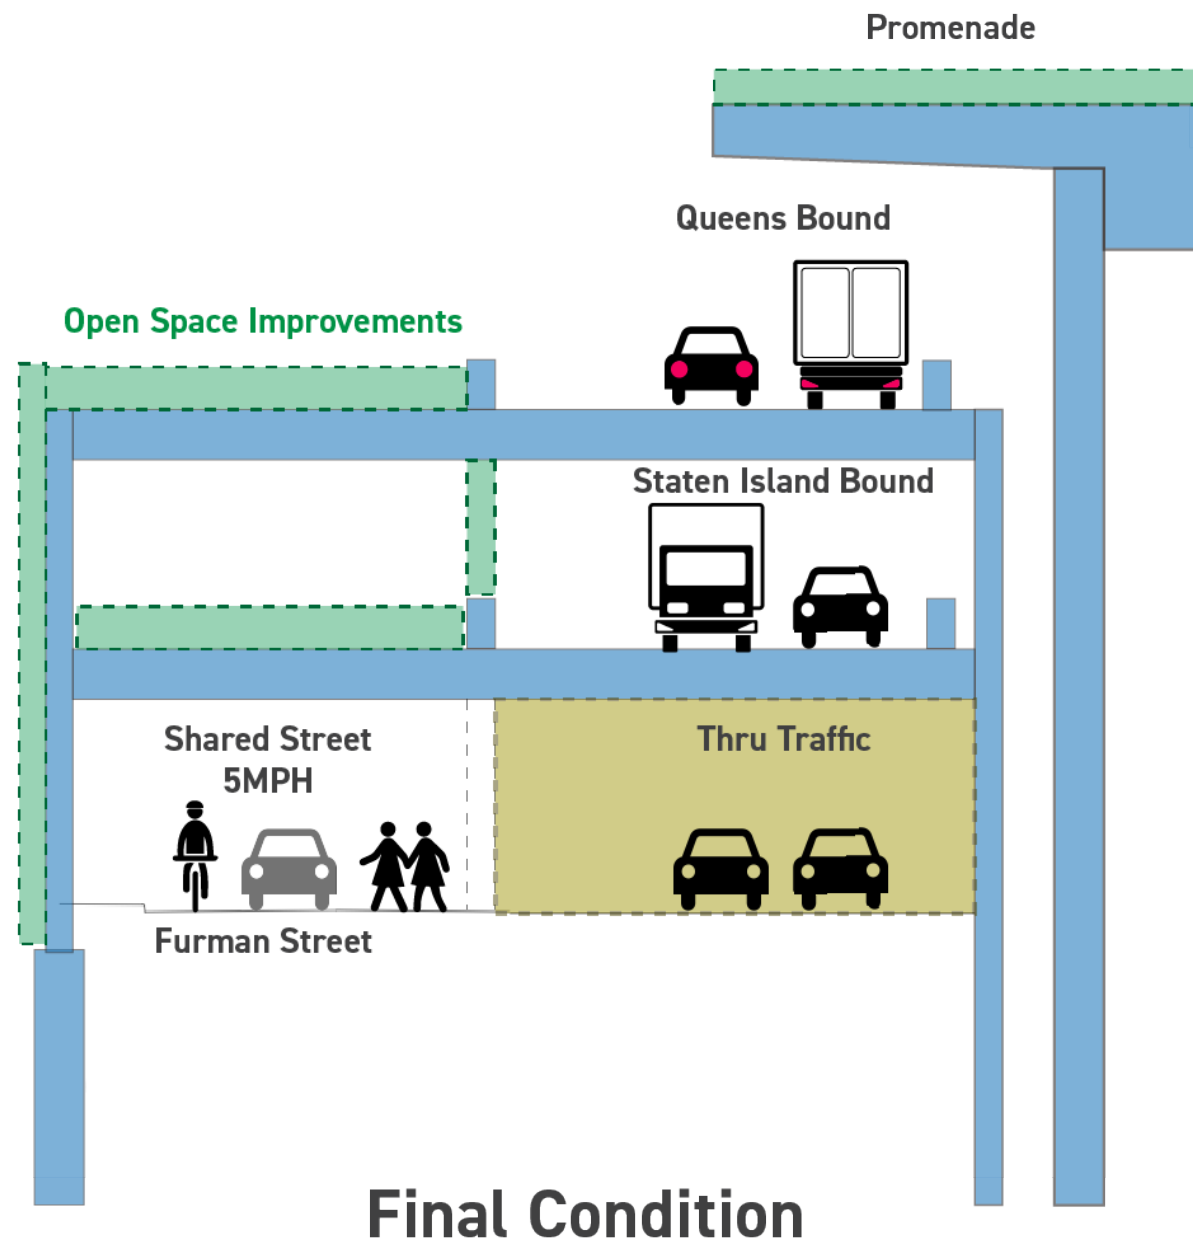 Promenade
Queens Bound
Open Space Improvements
Staten Island Bound
Shared Street
5MPH
Thru Traffic
Furman Street
Final Condition